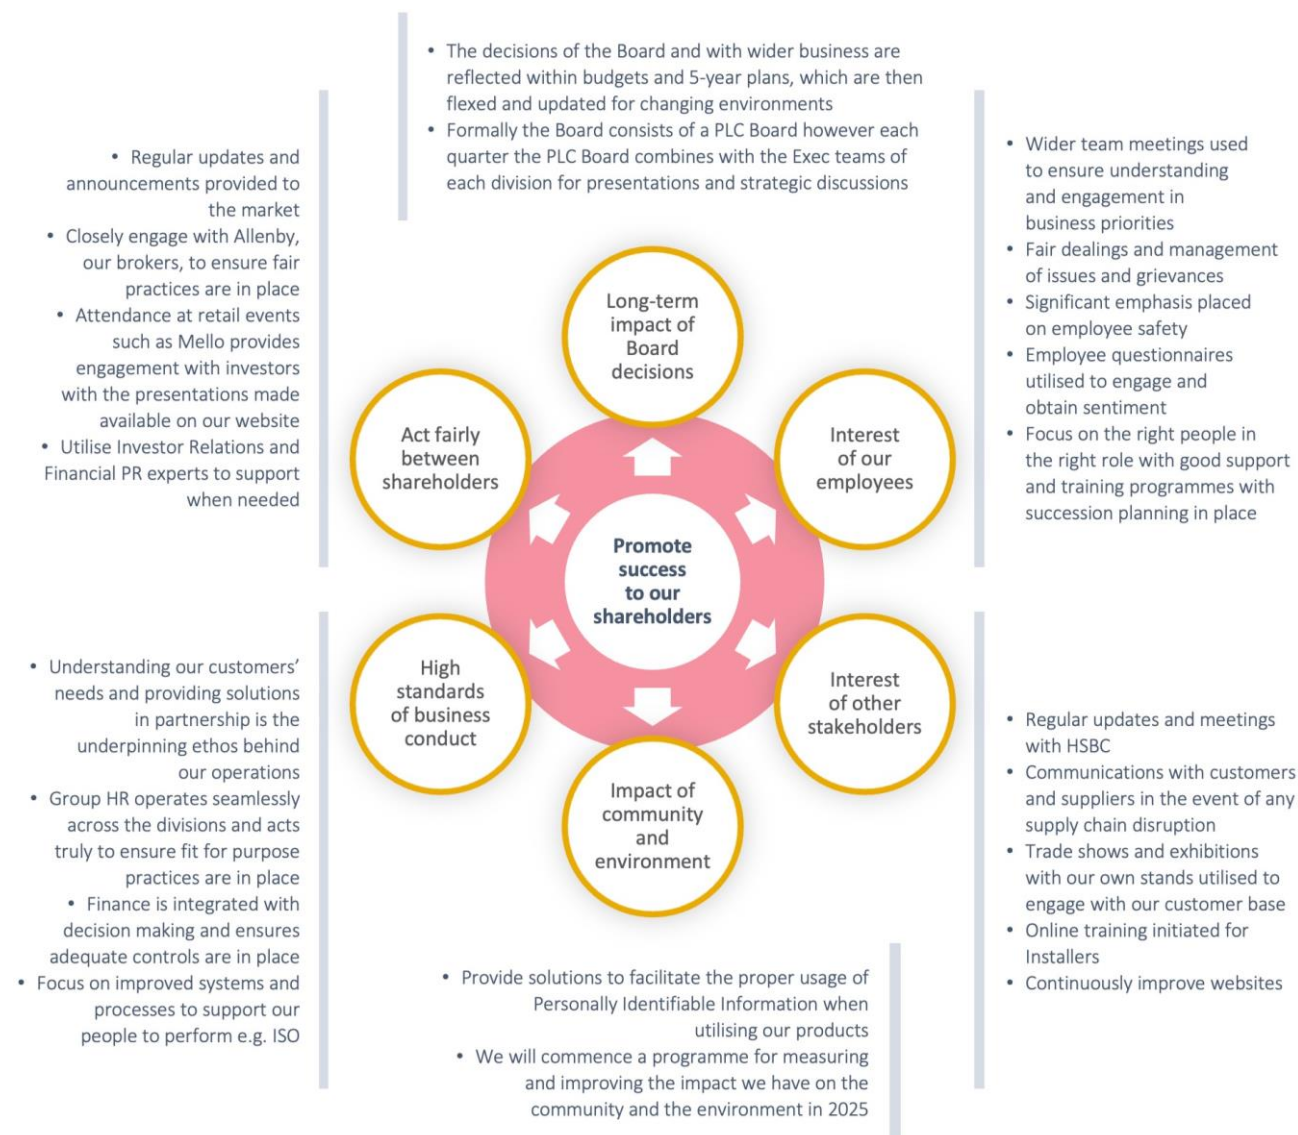 • The decisions of the Board and with wider business are
reflected within budgets and 5-year plans, which are then
flexed and updated for changing environments
• Formally the Board consists of a PLC Board however each
quarter the PLC Board combines with the Exec teams of
each division for presentations and strategic discussions
• Regular updates and
announcements provided to
the market
• Closely engage with Allenby,
our brokers, to ensure fair
practices are in place
• Attendance at retail events
such as Mello provides
engagement with investors
with the presentations made
available on our website
• Utilise Investor Relations and
Financial PR experts to support
when needed
• Wider team meetings used
to ensure understanding
and engagement in
business priorities
• Fair dealings and management
of issues and grievances
• Significant emphasis placed
on employee safety
• Employee questionnaires
utilised to engage and
obtain sentiment
• Focus on the right people in
the right role with good support
and training programmes with
succession planning in place
Long-term
impact of
Board
decisions
Act fairly
between
shareholders
Interest
of our
employees
Promote
success
to our
shareholders
High
standards
of business
conduct
Interest
of other
stakeholders
Impact of
community
and
environment
• Understanding our customers’
needs and providing solutions
in partnership is the
underpinning ethos behind
our operations
• Group HR operates seamlessly
across the divisions and acts
truly to ensure fit for purpose
practices are in place
• Finance is integrated with
decision making and ensures
adequate controls are in place
• Focus on improved systems and
processes to support our
people to perform e.g. ISO
• Regular updates and meetings
with HSBC
• Communications with customers
and suppliers in the event of any
supply chain disruption
• Trade shows and exhibitions
with our own stands utilised to
engage with our customer base
• Online training initiated for
Installers
• Continuously improve websites
• Provide solutions to facilitate the proper usage of
Personally Identifiable Information when
utilising our products
• We will commence a programme for measuring
and improving the impact we have on the
community and the environment in 2025